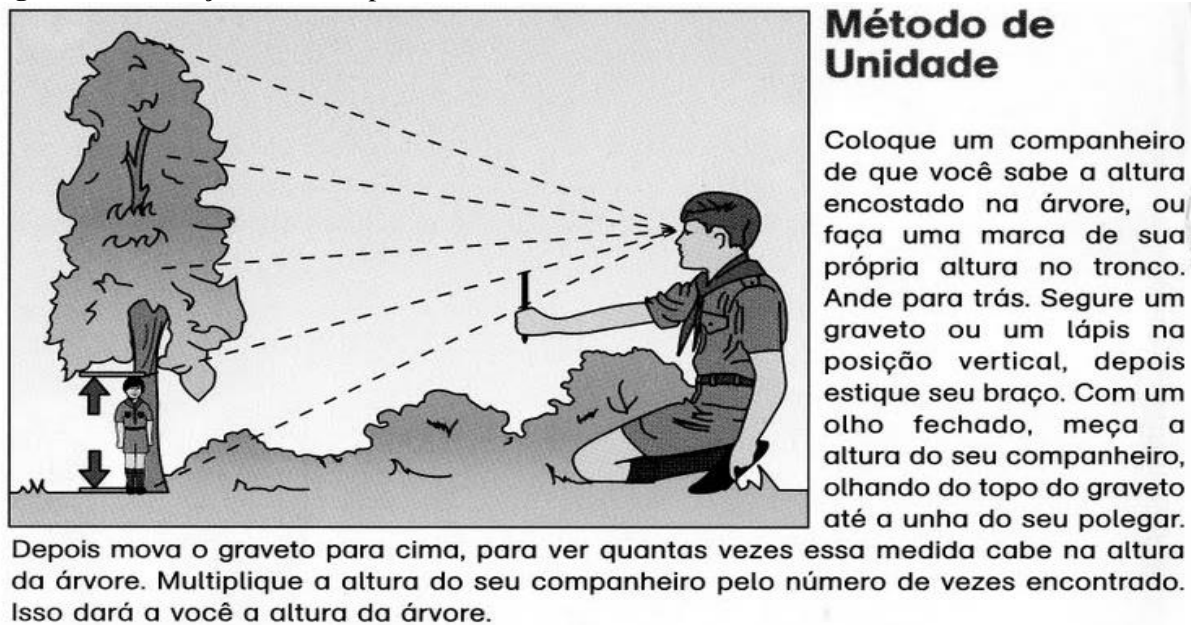 Método de
Unidade
Coloque um companheiro
de que você sabe a altura
encostado na árvore, ou
faça uma marca de sua
própria altura no tronco.
Ande para trás. Segure um
graveto ou um lápis na
posição vertical, depois
estique seu braço. Com um
olho fechado, meça a
altura do seu companheiro,
olhando do topo do graveto
até a unha do seu polegar.
Depois mova o graveto para cima, para ver quantas vezes essa medida cabe na altura
da árvore. Multiplique a altura do seu companheiro pelo número de vezes encontrado.
Isso dará a você a altura da árvore.